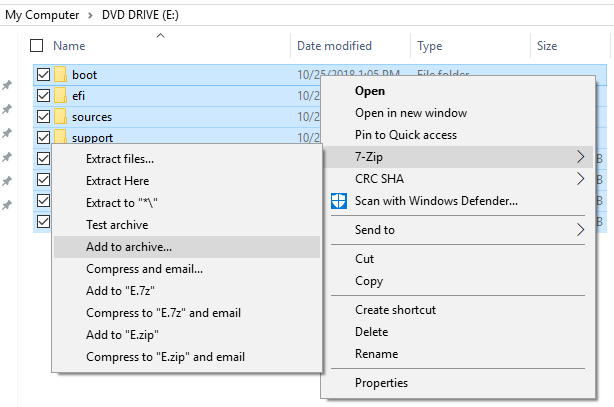 My Computer > DVD DRIVE (E:)
Name Date modified Type Size
boot 10/25/2018 1:05 PM File folder
efi 10/2
sources 10/2
support 10/2
Open
Open in new window
Pin to Quick access
7-Zip
CRC SHA
Scan with Windows Defender...
Send to
Cut
Copy
Create shortcut
Delete
Rename
Properties
Extract files...
Extract Here
Extract to "*\"
Test archive
Add to archive...
Compress and email...
Add to "E.7z"
Compress to "E.7z" and email
Add to "E.zip"
Compress to "E.zip" and email
B
B
B
B